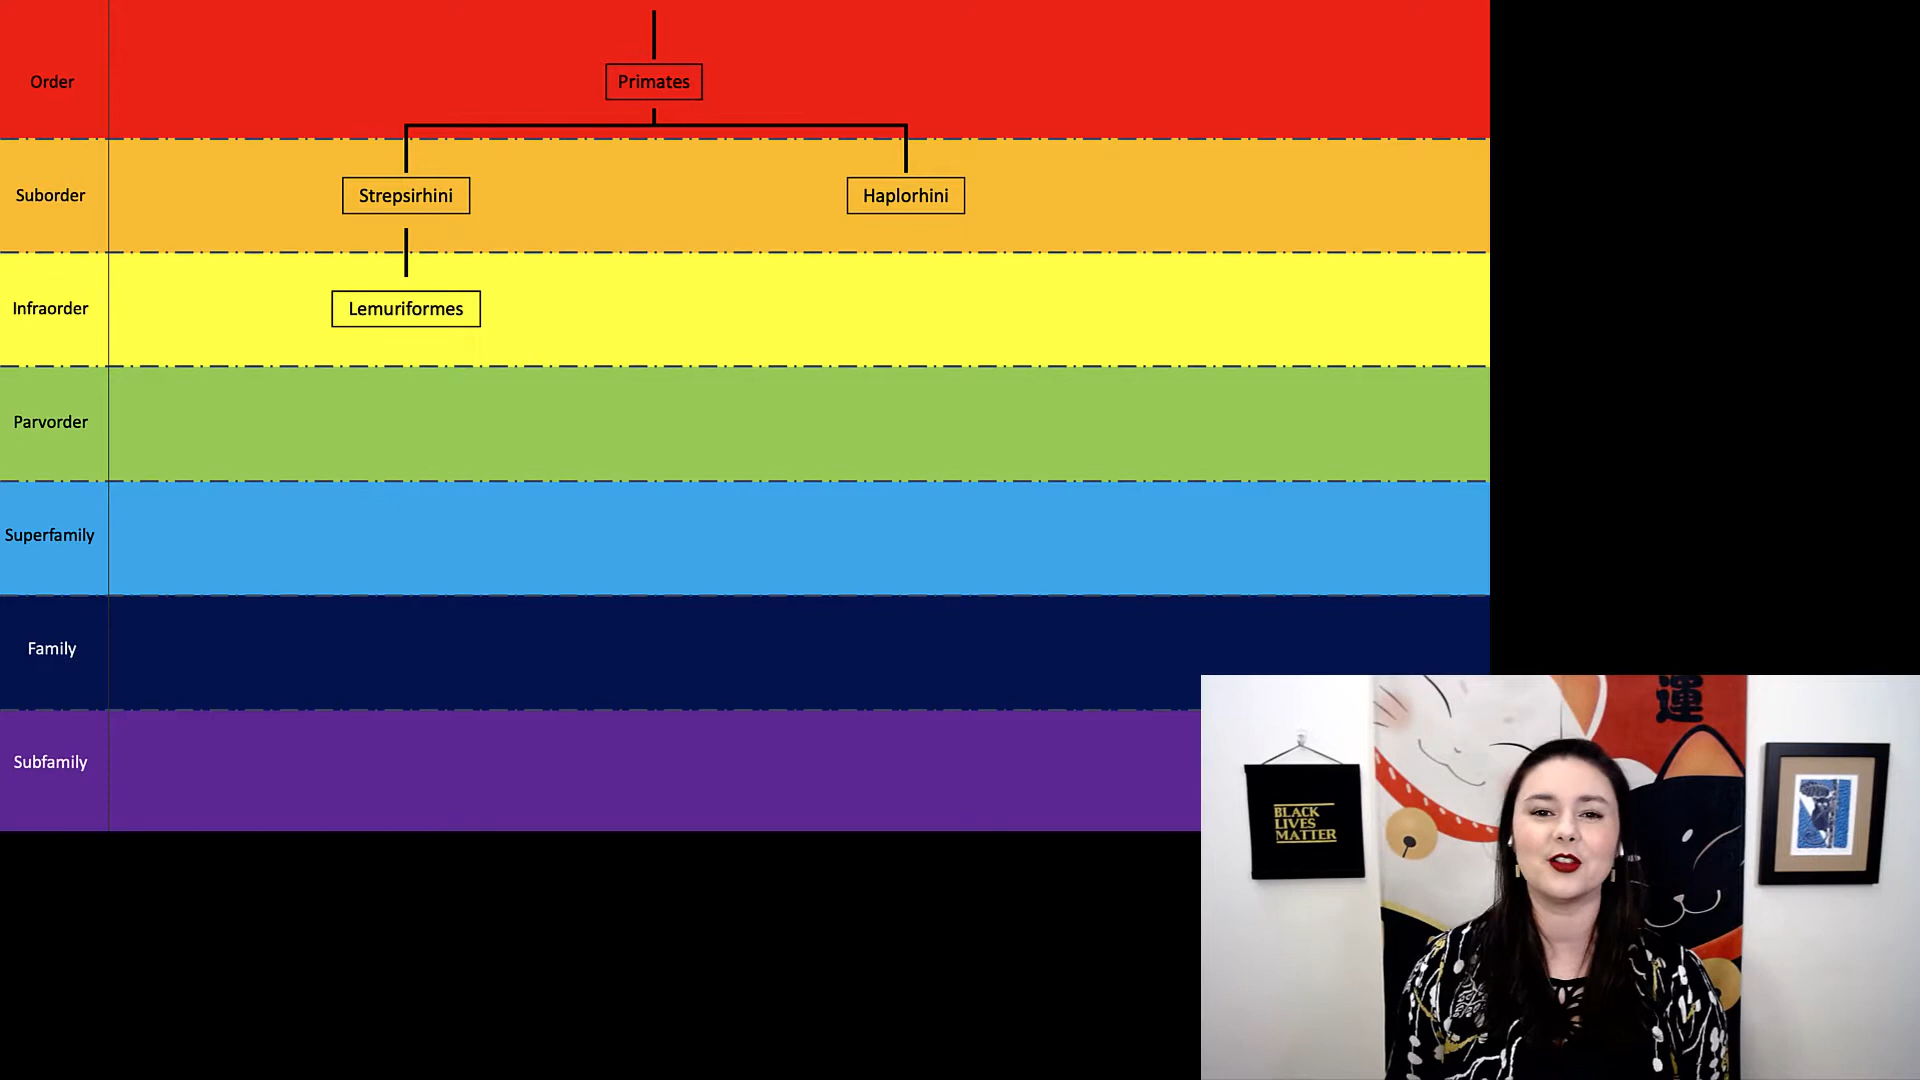 Order
Primates
Suborder
Strepsirhini
Haplorhini
Infraorder
Lemuriformes
Parvorder
Superfamily
Family
Subfamily
運
BLACK
LIVES
MATTER